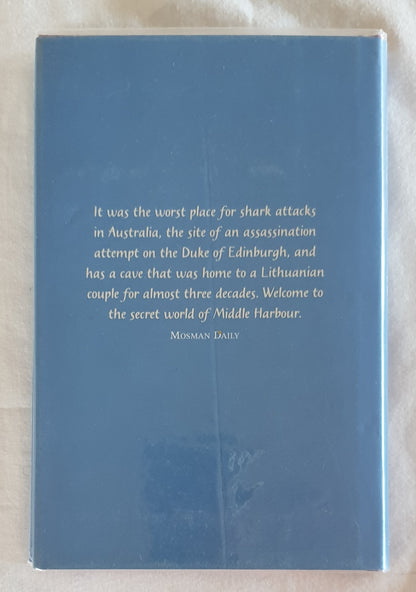 It was the worst place for shark attacks
in Australia, the site of an assassination
attempt on the Duke of Edinburgh, and
has a cave that was home to a Lithuanian
couple for almost three decades. Welcome to
the secret world of Middle Harbour.
Mosman Daily